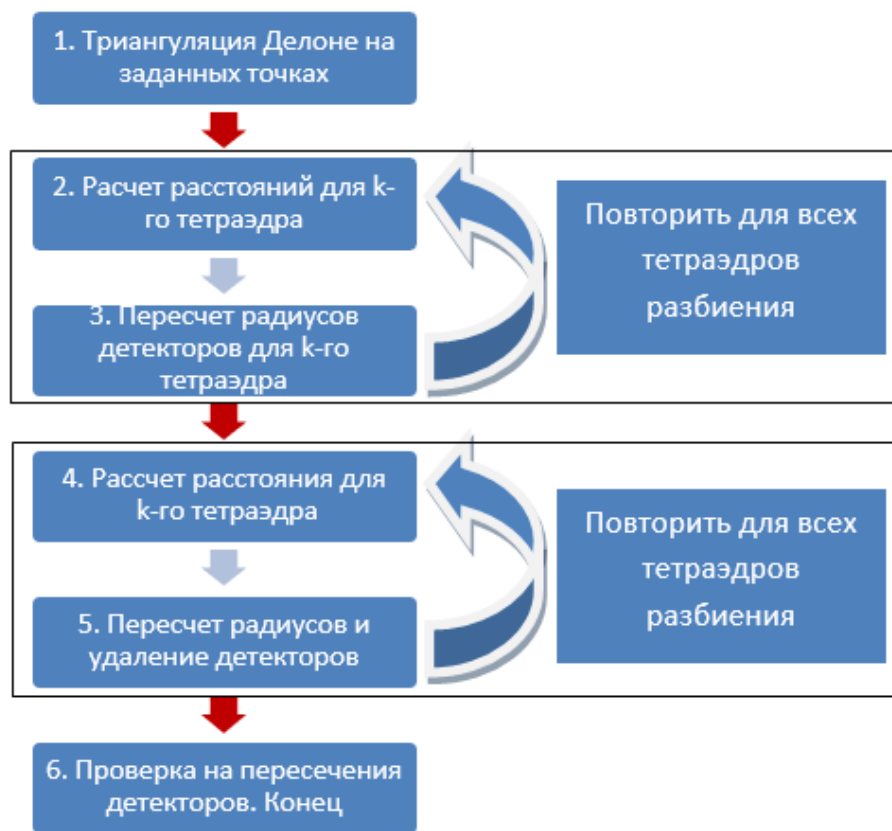 1. Триангуляция Делоне на
заданных точках
2. Расчет расстояний для k-
го тетраэдра
Повторить для всех
тетраэдров
разбиения
3. Пересчет радиусов
детекторов для k-го
тетраэдра
4. Рассчет расстояния для
k-го тетраэдра
Повторить для всех
тетраэдров
разбиения
5. Пересчет радиусов и
удаление детекторов
6. Проверка на пересечения
детекторов. Конец